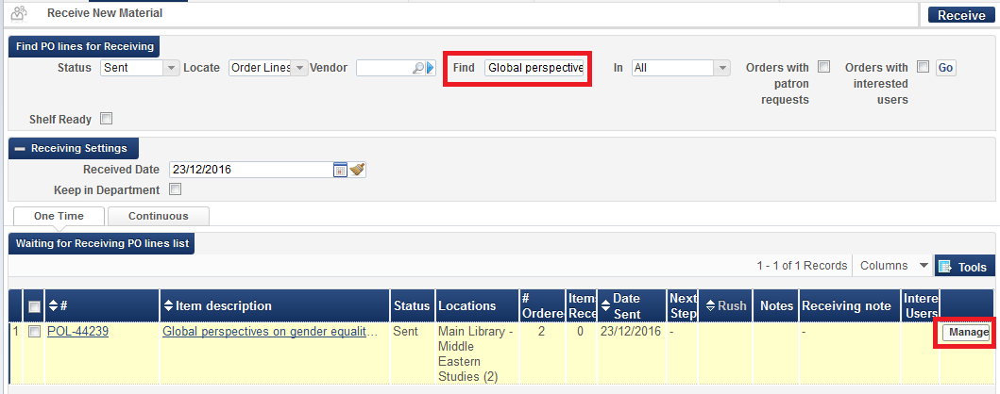 Receive New Material
Receive
Find PO lines for Receiving
Status Sent Locate Order Lines Vendor Find Global perspective In All Orders with patron requests Orders with interested users Go
Shelf Ready
Receiving Settings
Received Date 23/12/2016
Keep in Department
One Time Continuous
Waiting for Receiving PO lines list
1 - 1 of 1 Records Columns Tools
# Item description Status Locations # Ordere Items Rece Date Sent Next Step Rush Notes Receiving note Intere Users
1 POL-44239 Global perspectives on gender equalit... Sent Main Library - 2 0 23/12/2016 - - Manage
Middle
Eastern
Studies (2)